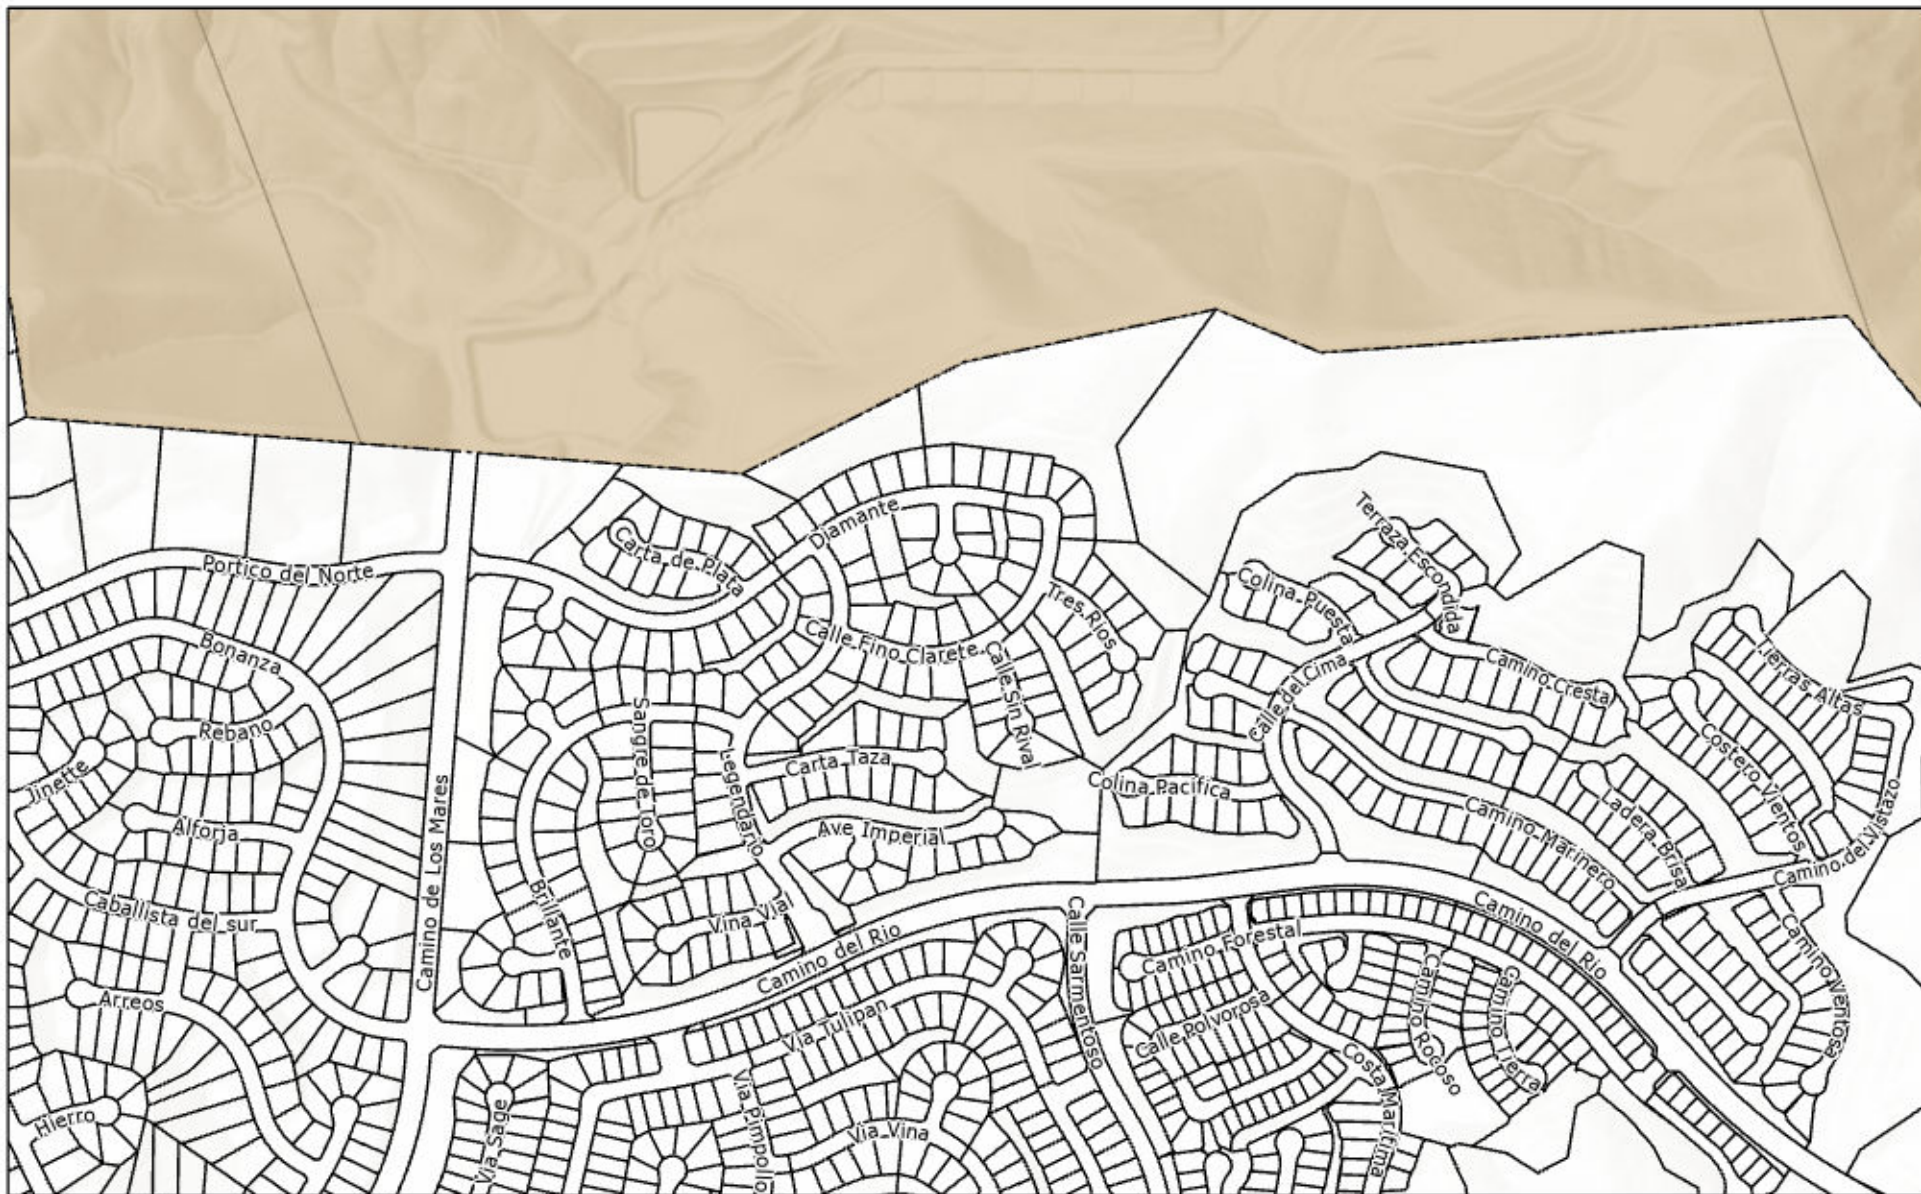 Terraza Escondida
Diamante
Carta de Plata
Portico del Norte
Colina Puesta
Tres Rios
Calle Fino Clarete
Calle Sin Rival
Bonanza
Calle del Cima
Camino Cresta
Tierras Altas
Rebano
Sangre de Toro
Legendario
Carta Taza
Colina Pacifica
Costero Vientos
Jinette
Alforja
Camino de Los Mares
Ave Imperial
Camino Marinero
Ladera Brisa
Camino del Vistazo
Caballista del sur
Brillante
Vina Vial
Camino del Rio
Calle Sarmentoso
Camino Forestal
Camino del Rio
Camino Ventosa
Arreos
Via Tulipan
Calle Polvorosa
Camino Rocoso
Camino Tierra
Costa Maritima
Hierro
Via Sage
Via Pimpollo
Via Vina